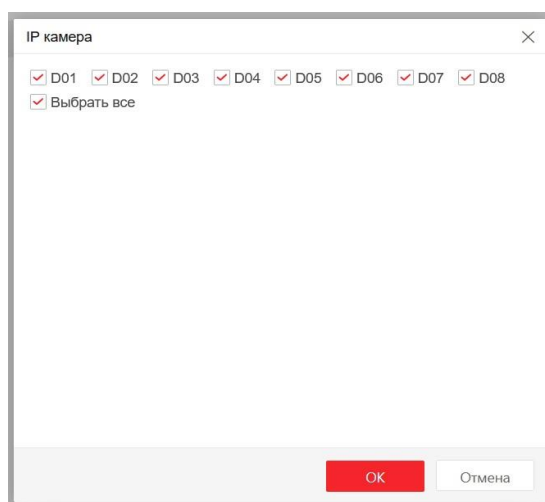 IP камера
D01 D02 D03 D04 D05 D06 D07 D08
Выбрать все
OK Отмена